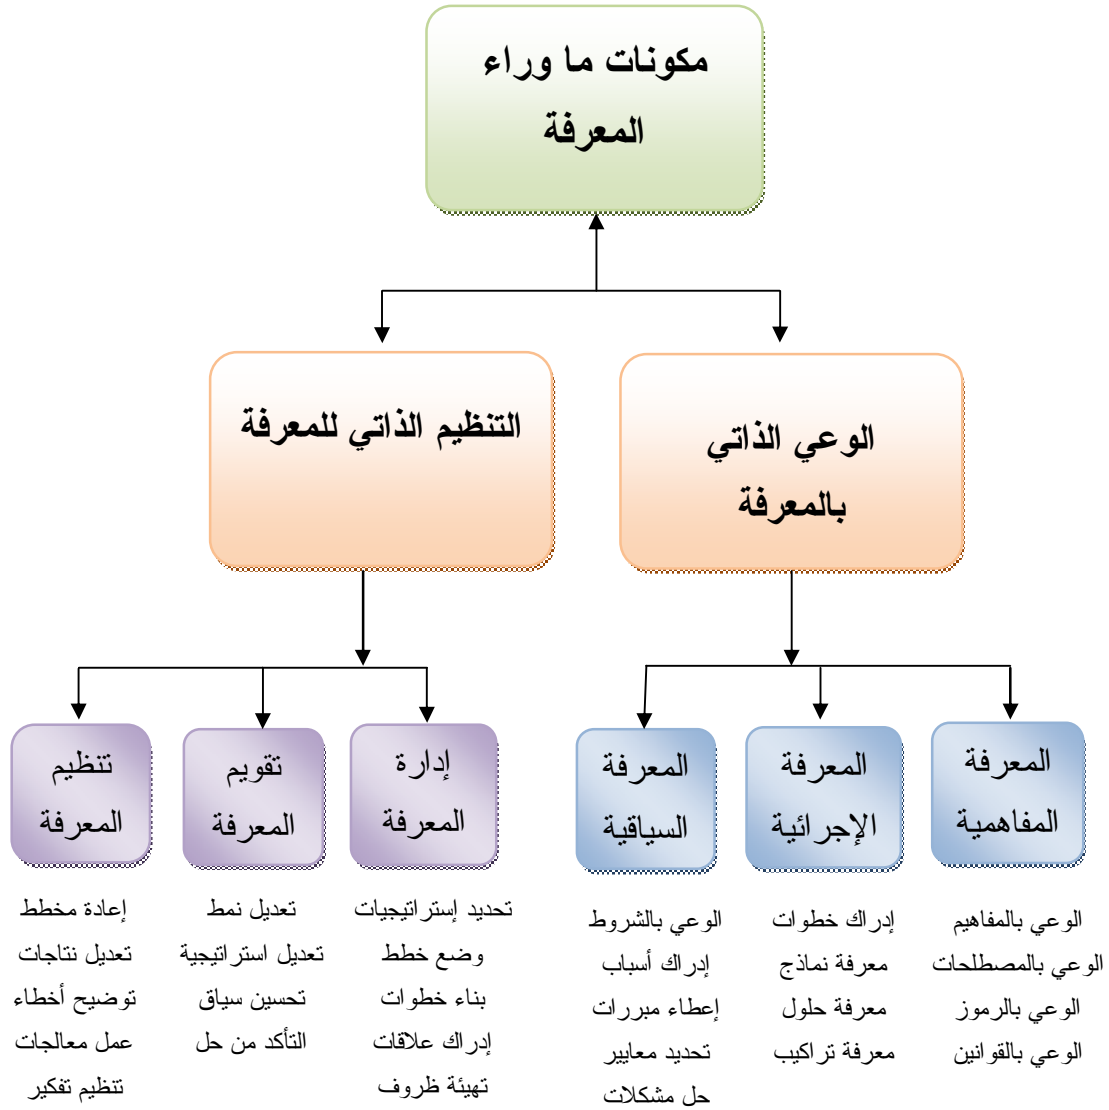 مكونات ما وراء
المعرفة
الوعي الذاتي
بالمعرفة
التنظيم الذاتي للمعرفة
المعرفة
المفاهمية
المعرفة
الإجرائية
المعرفة
السياقية
إدارة
المعرفة
تقويم
المعرفة
تنظيم
المعرفة
الوعي بالمفاهيم
الوعي بالمصطلحات
الوعي بالرموز
الوعي بالقوانين
إدراك خطوات
معرفة نماذج
معرفة حلول
معرفة تراكيب
الوعي بالشروط
إدراك أسباب
إعطاء مبررات
تحديد معايير
حل مشكلات
تحديد إستراتيجيات
وضع خطط
بناء خطوات
إدراك علاقات
تهيئة ظروف
تعديل نمط
تعديل استراتيجية
تحسين سياق
التأكد من حل
إعادة مخطط
تعديل نتاجات
توضيح أخطاء
عمل معالجات
تنظيم تفكير